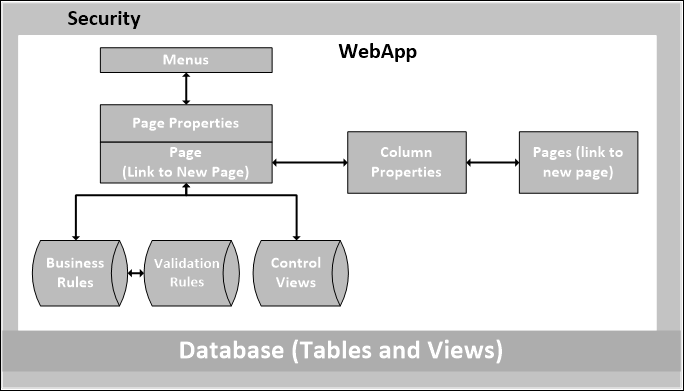 Security
WebApp
Menus
Page Properties
Page
(Link to New Page)
Column
Properties
Pages (link to
new page)
Business
Rules
Validation
Rules
Control
Views
Database (Tables and Views)